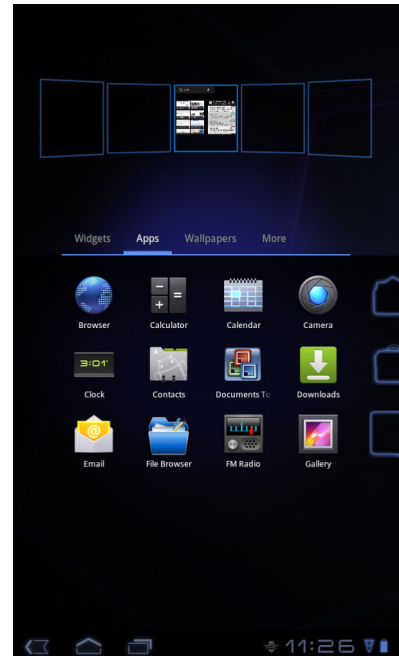 Widgets Apps Wallpapers More
Browser Calculator Calendar Camera
3:01
Clock Contacts Documents To Downloads
Email File Browser FM Radio Gallery
11:26